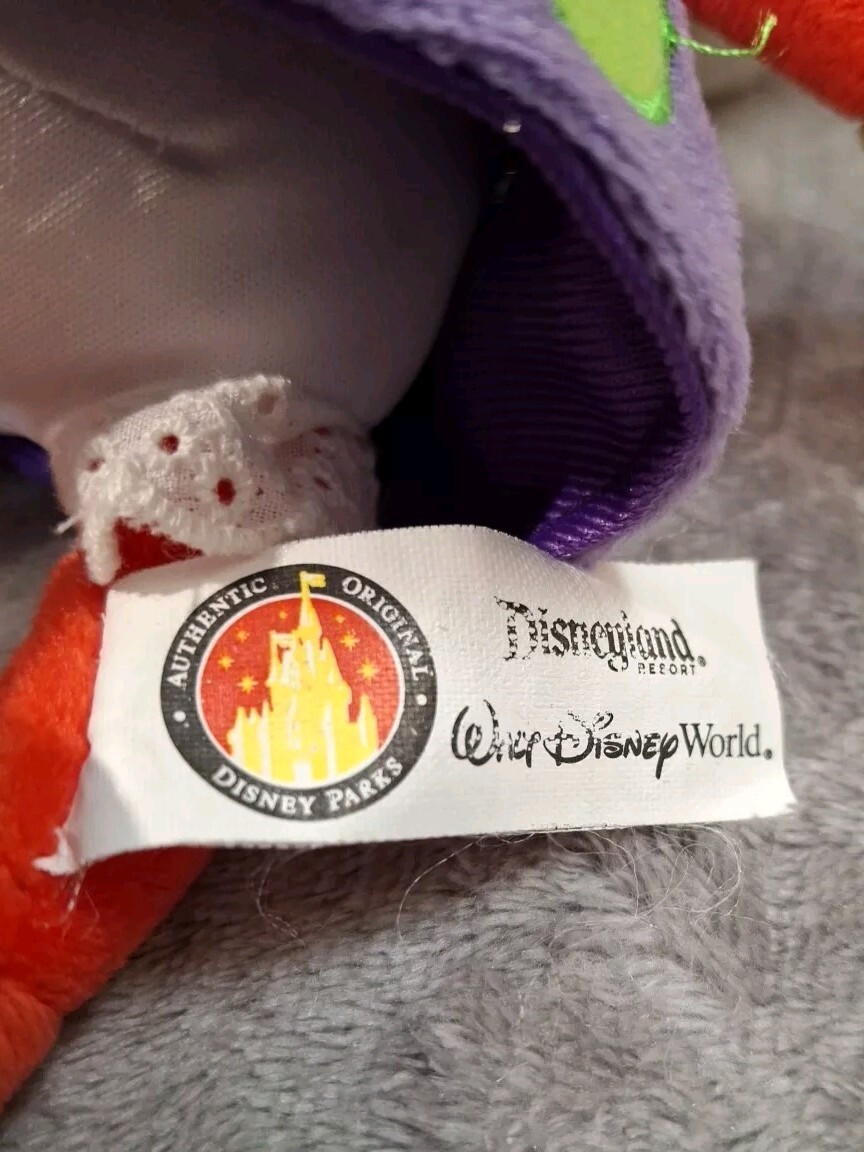 AUTHENTIC ORIGINAL
DISNEY PARKS
Disneyland
RESORT®
WALT DISNEY World®